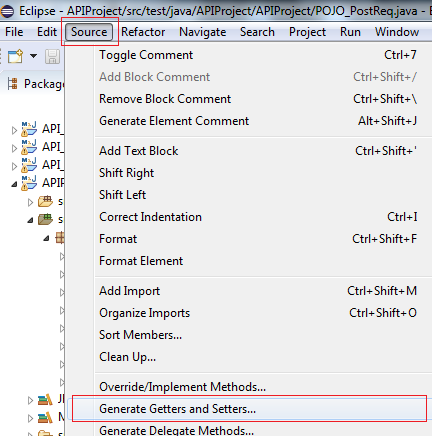 Eclipse - APIProject/src/test/java/APIProject/APIProject/POJO_PostReq.java - E
File Edit Source Refactor Navigate Search Project Run Window
Toggle Comment Ctrl+7
Package
Add Block Comment Ctrl+Shift+/
Remove Block Comment Ctrl+Shift+\
Generate Element Comment Alt+Shift+J
API_
Add Text Block Ctrl+Shift+'
API_
API_
Shift Right
APIP
Shift Left
s
Correct Indentation Ctrl+I
s
Format Ctrl+Shift+F
Format Element
Add Import Ctrl+Shift+M
Organize Imports Ctrl+Shift+O
Sort Members...
Clean Up...
Override/Implement Methods...
JI
Generate Getters and Setters...
M
Generate Delegate Methods...